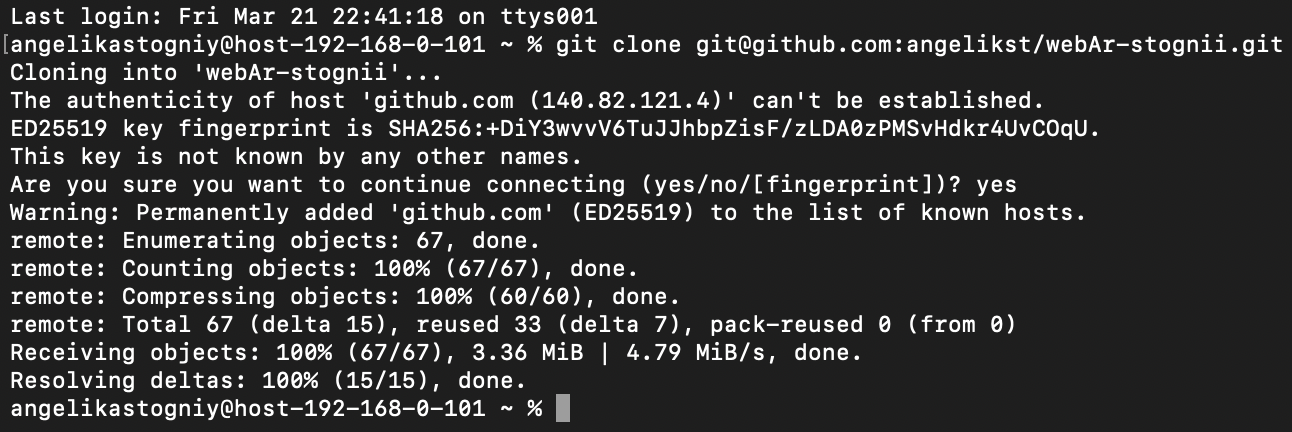 Last login: Fri Mar 21 22:41:18 on ttys001
[angelikastogniy@host-192-168-0-101 ~ % git clone git@github.com:angelikst/webAr-stognii.git
Cloning into 'webAr-stognii'...
The authenticity of host 'github.com (140.82.121.4)' can't be established.
ED25519 key fingerprint is SHA256:+DiY3wvvV6TuJJhbpZisF/zLDA0zPMSvHdkr4UvCOqU.
This key is not known by any other names.
Are you sure you want to continue connecting (yes/no/[fingerprint])? yes
Warning: Permanently added 'github.com' (ED25519) to the list of known hosts.
remote: Enumerating objects: 67, done.
remote: Counting objects: 100% (67/67), done.
remote: Compressing objects: 100% (60/60), done.
remote: Total 67 (delta 15), reused 33 (delta 7), pack-reused 0 (from 0)
Receiving objects: 100% (67/67), 3.36 MiB | 4.79 MiB/s, done.
Resolving deltas: 100% (15/15), done.
angelikastogniy@host-192-168-0-101 ~ %